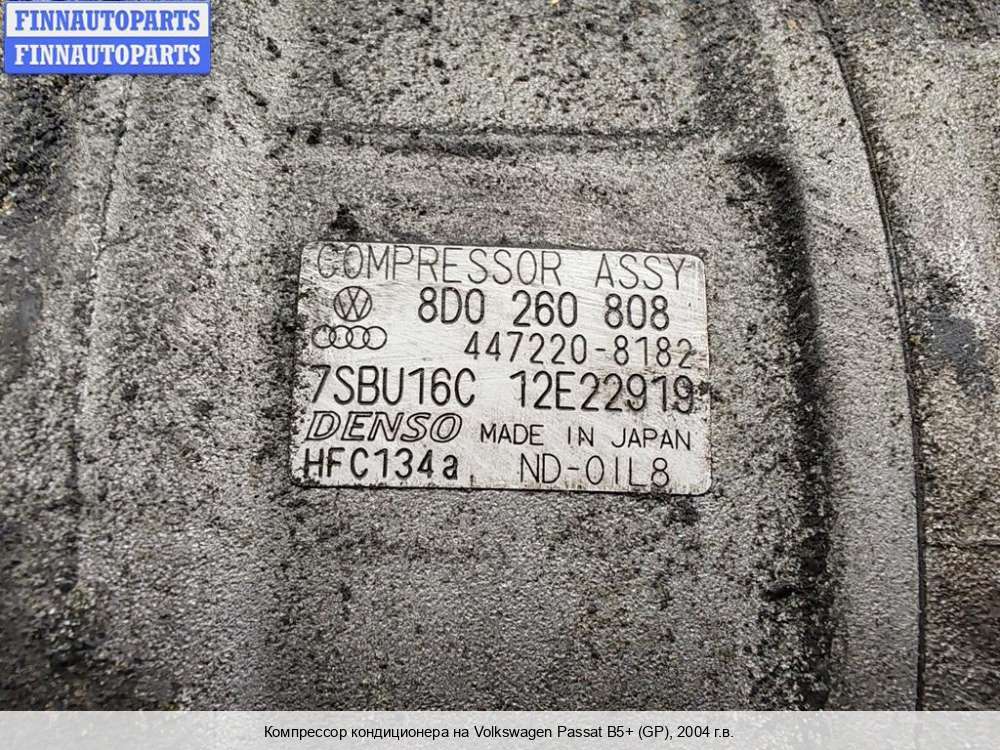 FINNAUTOPARTS
FINNAUTOPARTS
COMPRESSOR ASSY
8D0 260 808
447220-8182
7SBU16C 12E22919
DENSO MADE IN JAPAN
HFC134a ND-OIL8
Компрессор кондиционера на Volkswagen Passat B5+ (GP), 2004 г.в.